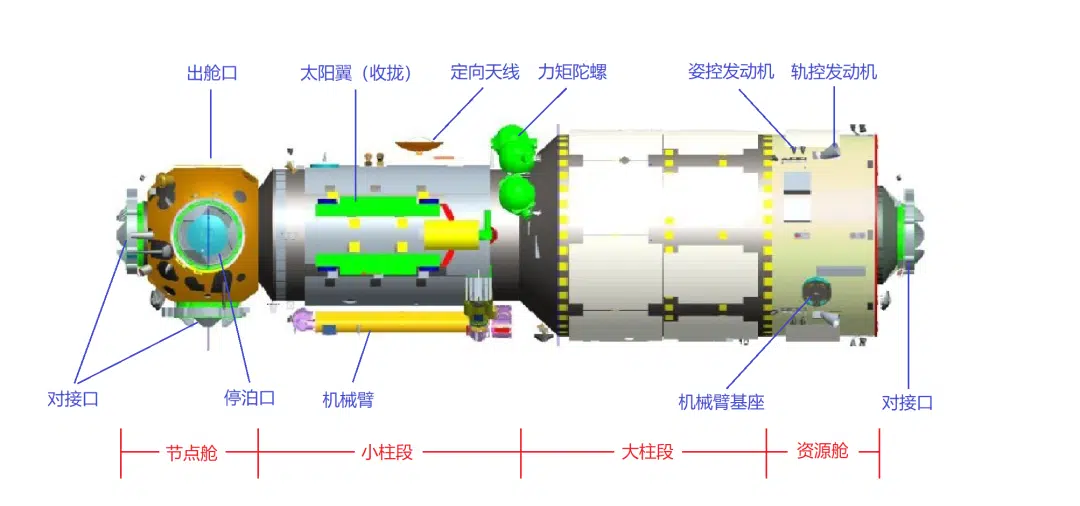 出舱口
太阳翼（收拢）
定向天线
力矩陀螺
姿控发动机
轨控发动机
对接口
停泊口
机械臂
机械臂基座
对接口
节点舱
小柱段
大柱段
资源舱